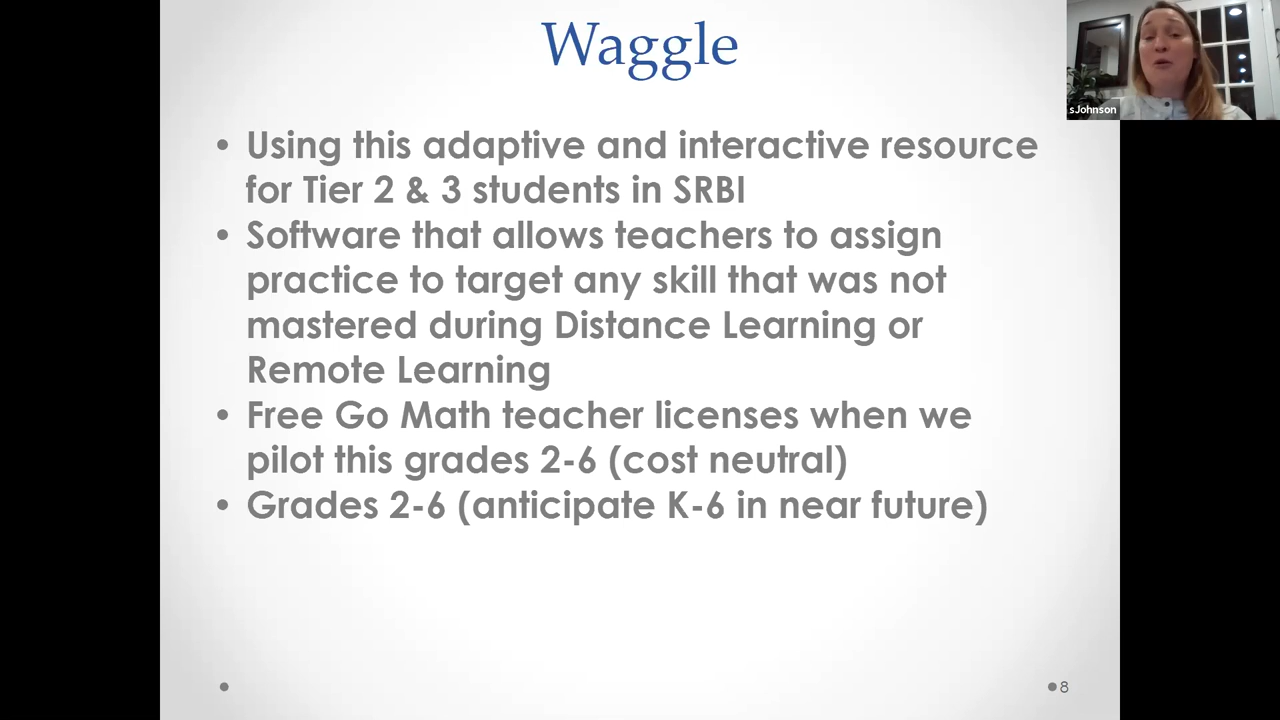 Waggle
sJohnson
• Using this adaptive and interactive resource
for Tier 2 & 3 students in SRBI
• Software that allows teachers to assign
practice to target any skill that was not
mastered during Distance Learning or
Remote Learning
• Free Go Math teacher licenses when we
pilot this grades 2-6 (cost neutral)
• Grades 2-6 (anticipate K-6 in near future)
8